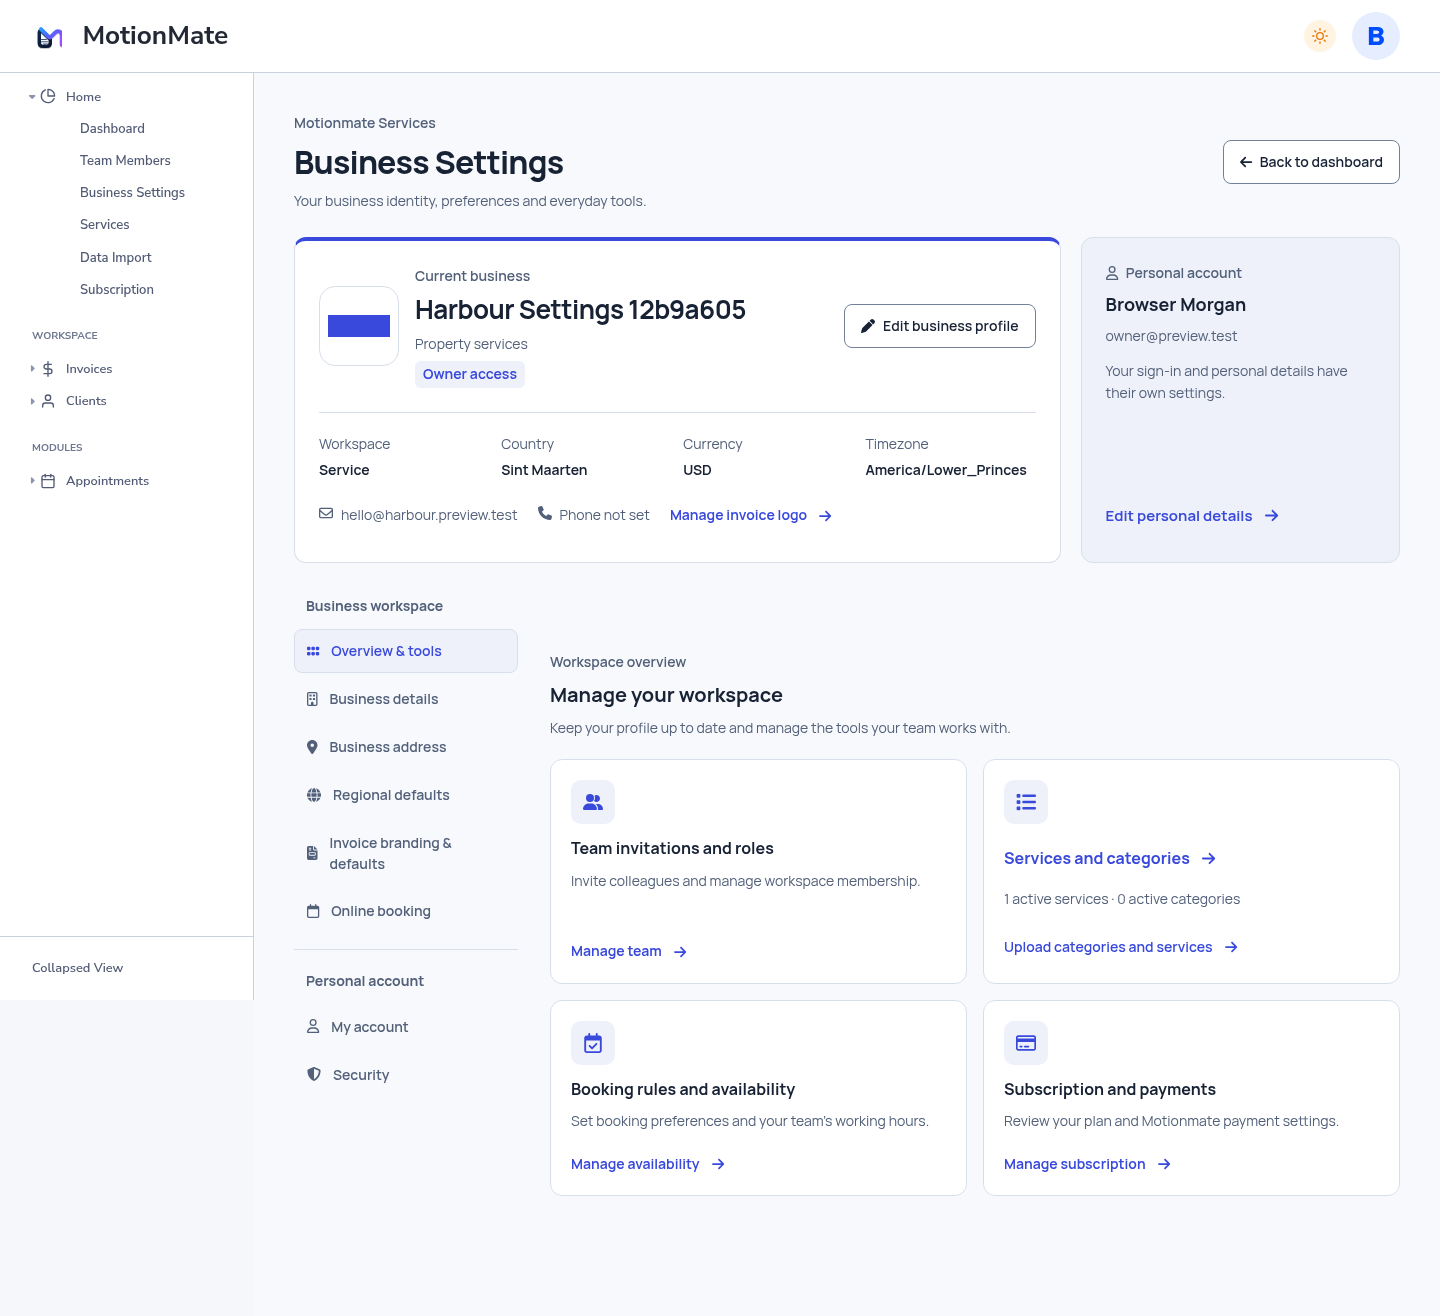 MotionMate
B
Home
Dashboard
Team Members
Business Settings
Services
Data Import
Subscription
WORKSPACE
Invoices
Clients
MODULES
Appointments
Collapsed View
Motionmate Services
Business Settings
Your business identity, preferences and everyday tools.
Back to dashboard
Current business
Harbour Settings 12b9a605
Property services
Owner access
Edit business profile
Workspace
Service
Country
Sint Maarten
Currency
USD
Timezone
America/Lower_Princes
hello@harbour.preview.test
Phone not set
Manage invoice logo
Personal account
Browser Morgan
owner@preview.test
Your sign-in and personal details have
their own settings.
Edit personal details
Business workspace
Overview & tools
Business details
Business address
Regional defaults
Invoice branding &
defaults
Online booking
Personal account
My account
Security
Workspace overview
Manage your workspace
Keep your profile up to date and manage the tools your team works with.
Team invitations and roles
Invite colleagues and manage workspace membership.
Manage team
Services and categories
1 active services · 0 active categories
Upload categories and services
Booking rules and availability
Set booking preferences and your team's working hours.
Manage availability
Subscription and payments
Review your plan and Motionmate payment settings.
Manage subscription